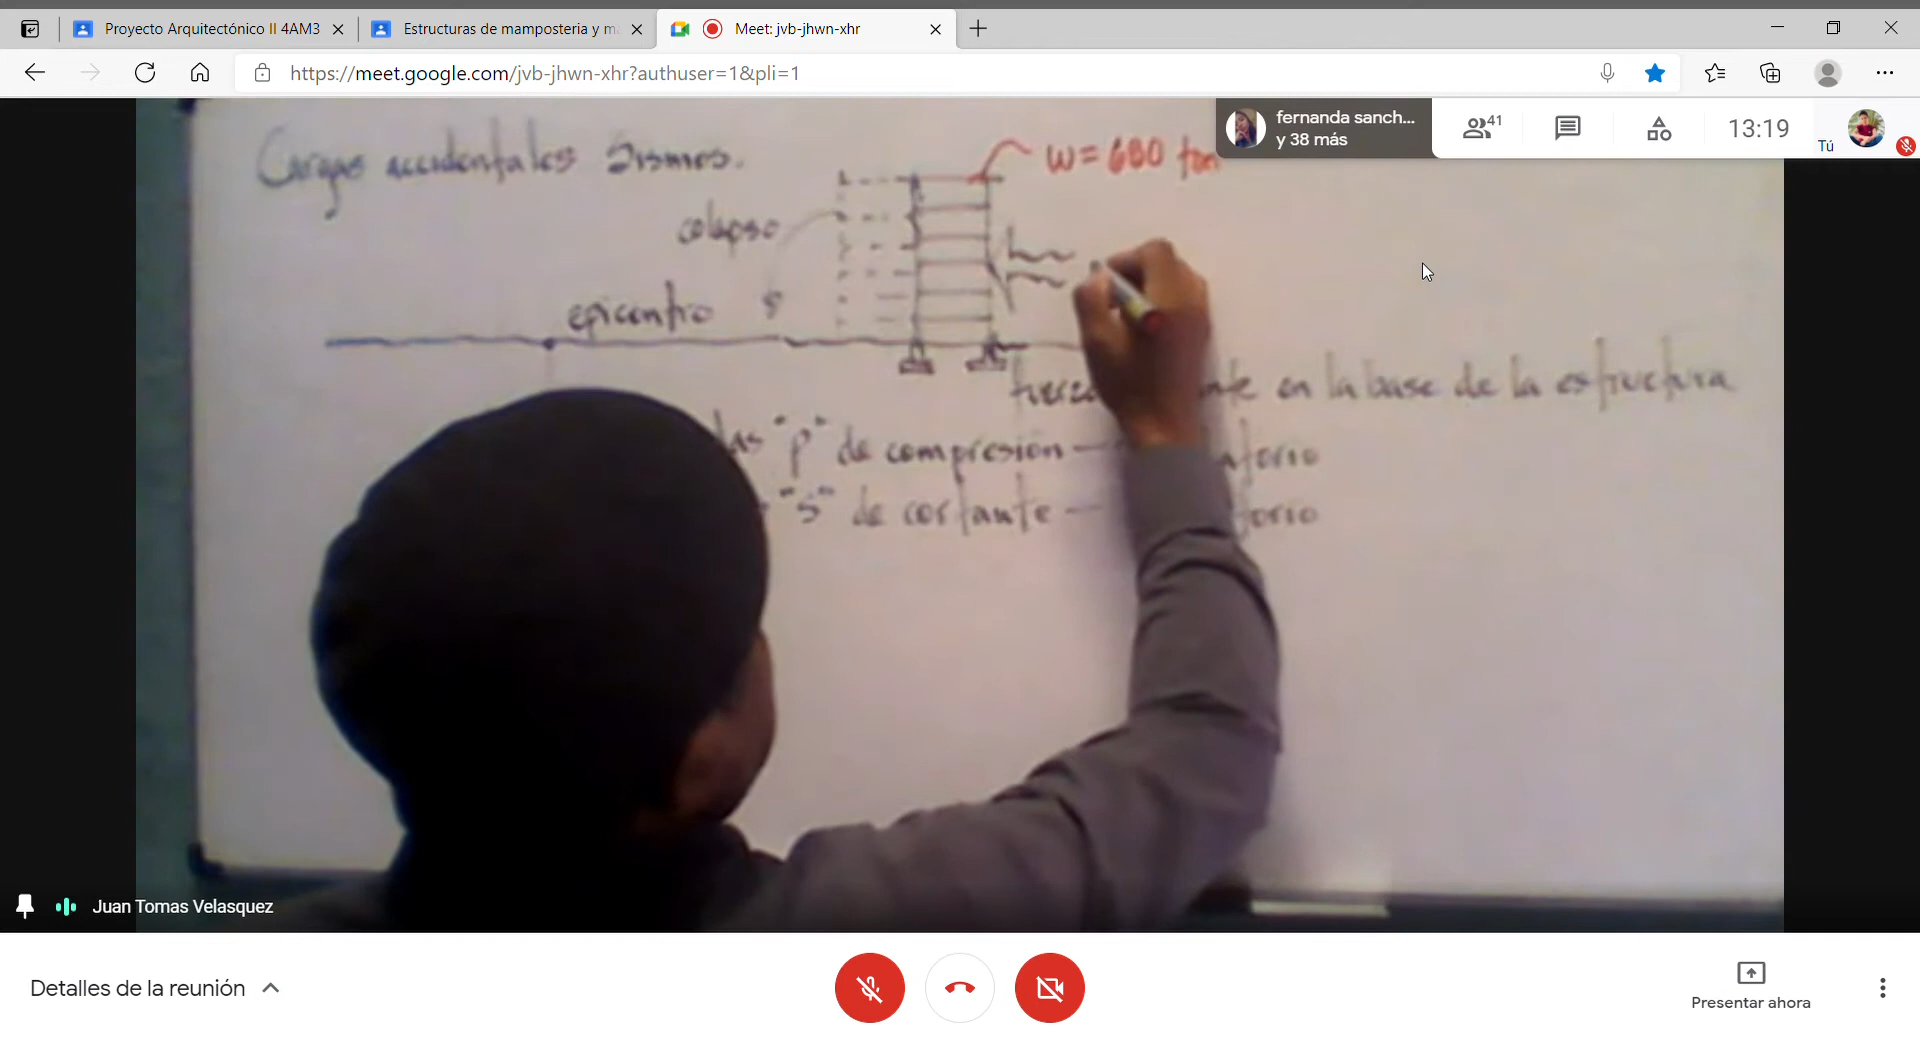 Proyecto Arquitectónico II 4AM3
Estructuras de mamposteria y m
Meet: jvb-jhwn-xhr
https://meet.google.com/jvb-jhwn-xhr?authuser=1&pli=1
fernanda sanch...
y 38 más
41
13:19
Tú
Cargas accidentales Sismos.
W = 680 ton
colapso
epicentro
en la base de la estructura
"p" de compresión —
"s" de cortante —
Juan Tomas Velasquez
Detalles de la reunión
Presentar ahora